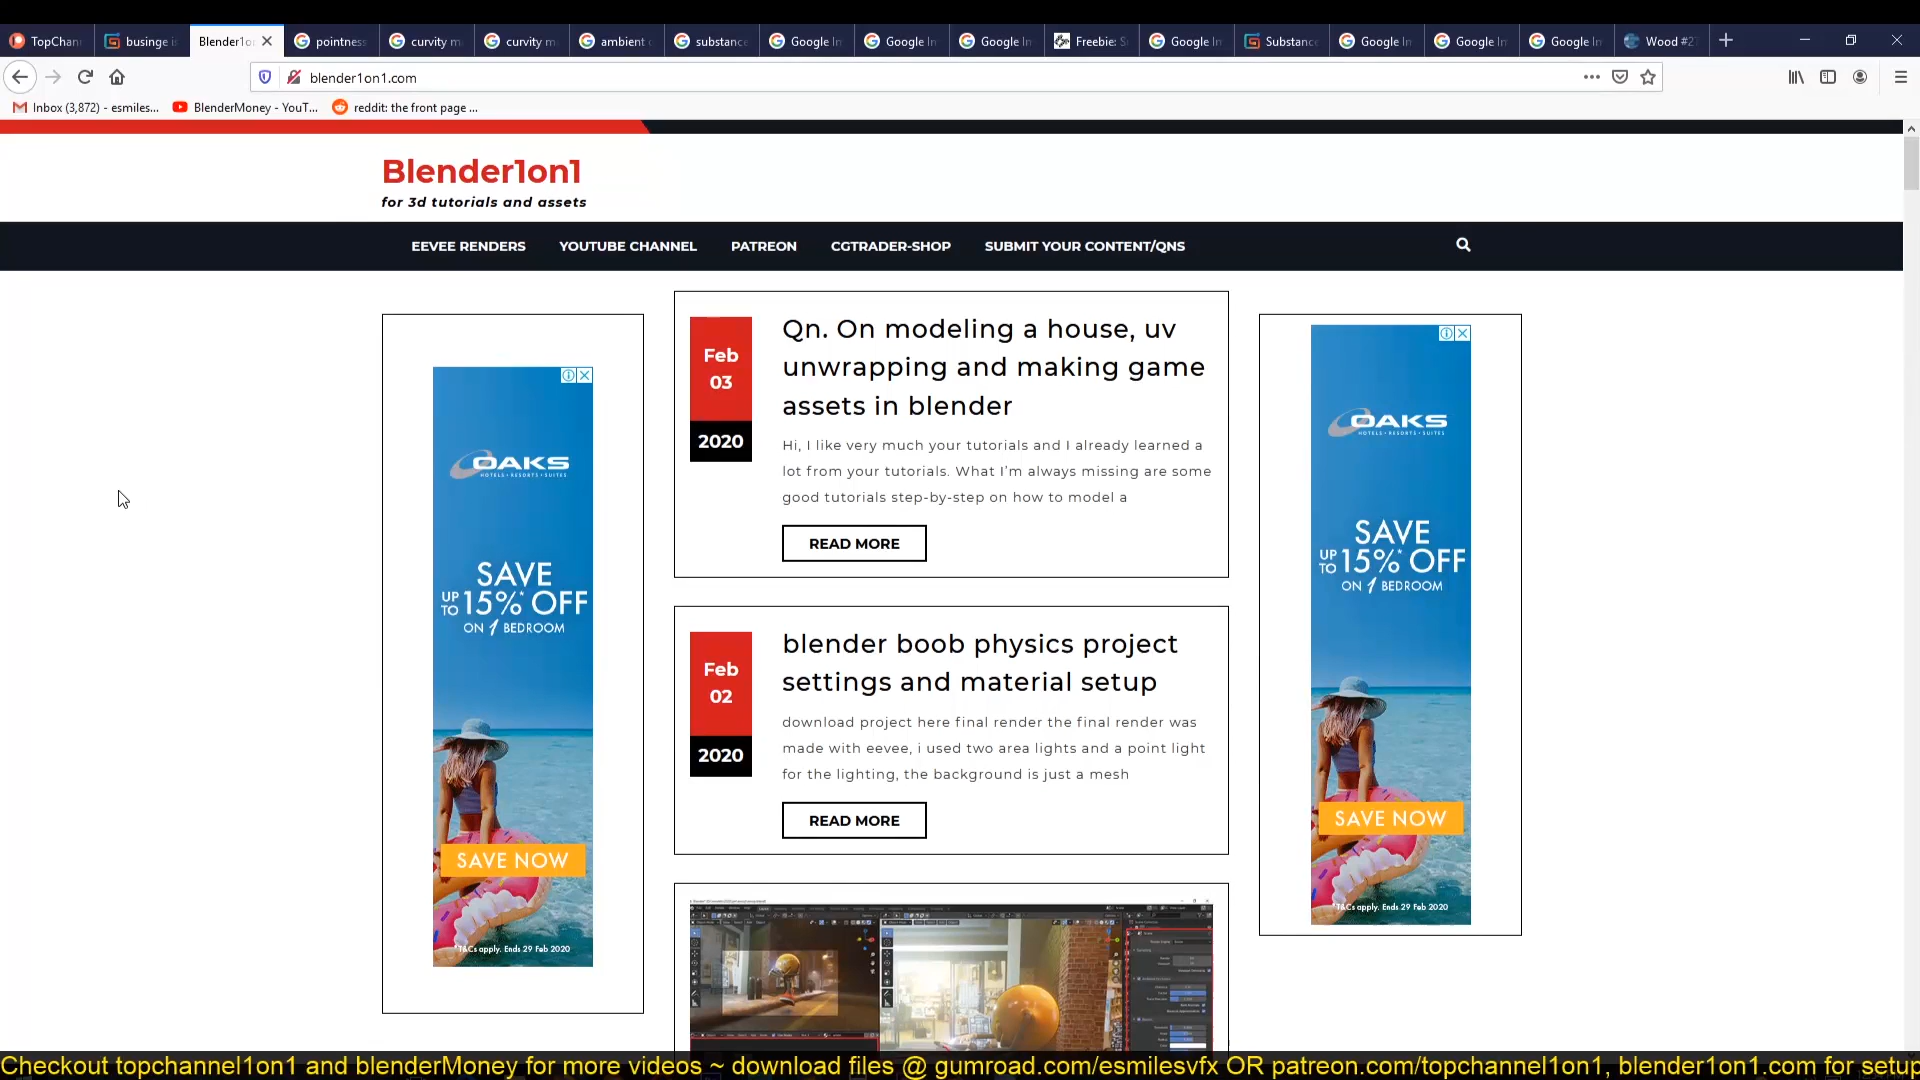 TopChan
businge is
Blender1o
pointness
curvity m
curvity m
ambient o
substance
Google In
Google In
Google In
Freebie: S
Google In
Substance
Google In
Google In
Google In
Wood #2
blender1on1.com
Inbox (3,872) - esmiles...
BlenderMoney - YouT...
reddit: the front page ...
Blender1on1
for 3d tutorials and assets
EEVEE RENDERS
YOUTUBE CHANNEL
PATREON
CGTRADER-SHOP
SUBMIT YOUR CONTENT/QNS
OAKS
HOTELS • RESORTS • SUITES
SAVE
UP TO 15%* OFF
ON 1 BEDROOM
SAVE NOW
*T&Cs apply. Ends 29 Feb 2020
Feb
03
2020
Qn. On modeling a house, uv
unwrapping and making game
assets in blender
Hi, I like very much your tutorials and I already learned a
lot from your tutorials. What I'm always missing are some
good tutorials step-by-step on how to model a
READ MORE
Feb
02
2020
blender boob physics project
settings and material setup
download project here final render the final render was
made with eevee, i used two area lights and a point light
for the lighting, the background is just a mesh
READ MORE
OAKS
HOTELS • RESORTS • SUITES
SAVE
UP TO 15%* OFF
ON 1 BEDROOM
SAVE NOW
*T&Cs apply. Ends 29 Feb 2020
Checkout topchannel1on1 and blenderMoney for more videos ~ download files @ gumroad.com/esmilesvfx OR patreon.com/topchannel1on1, blender1on1.com for setup